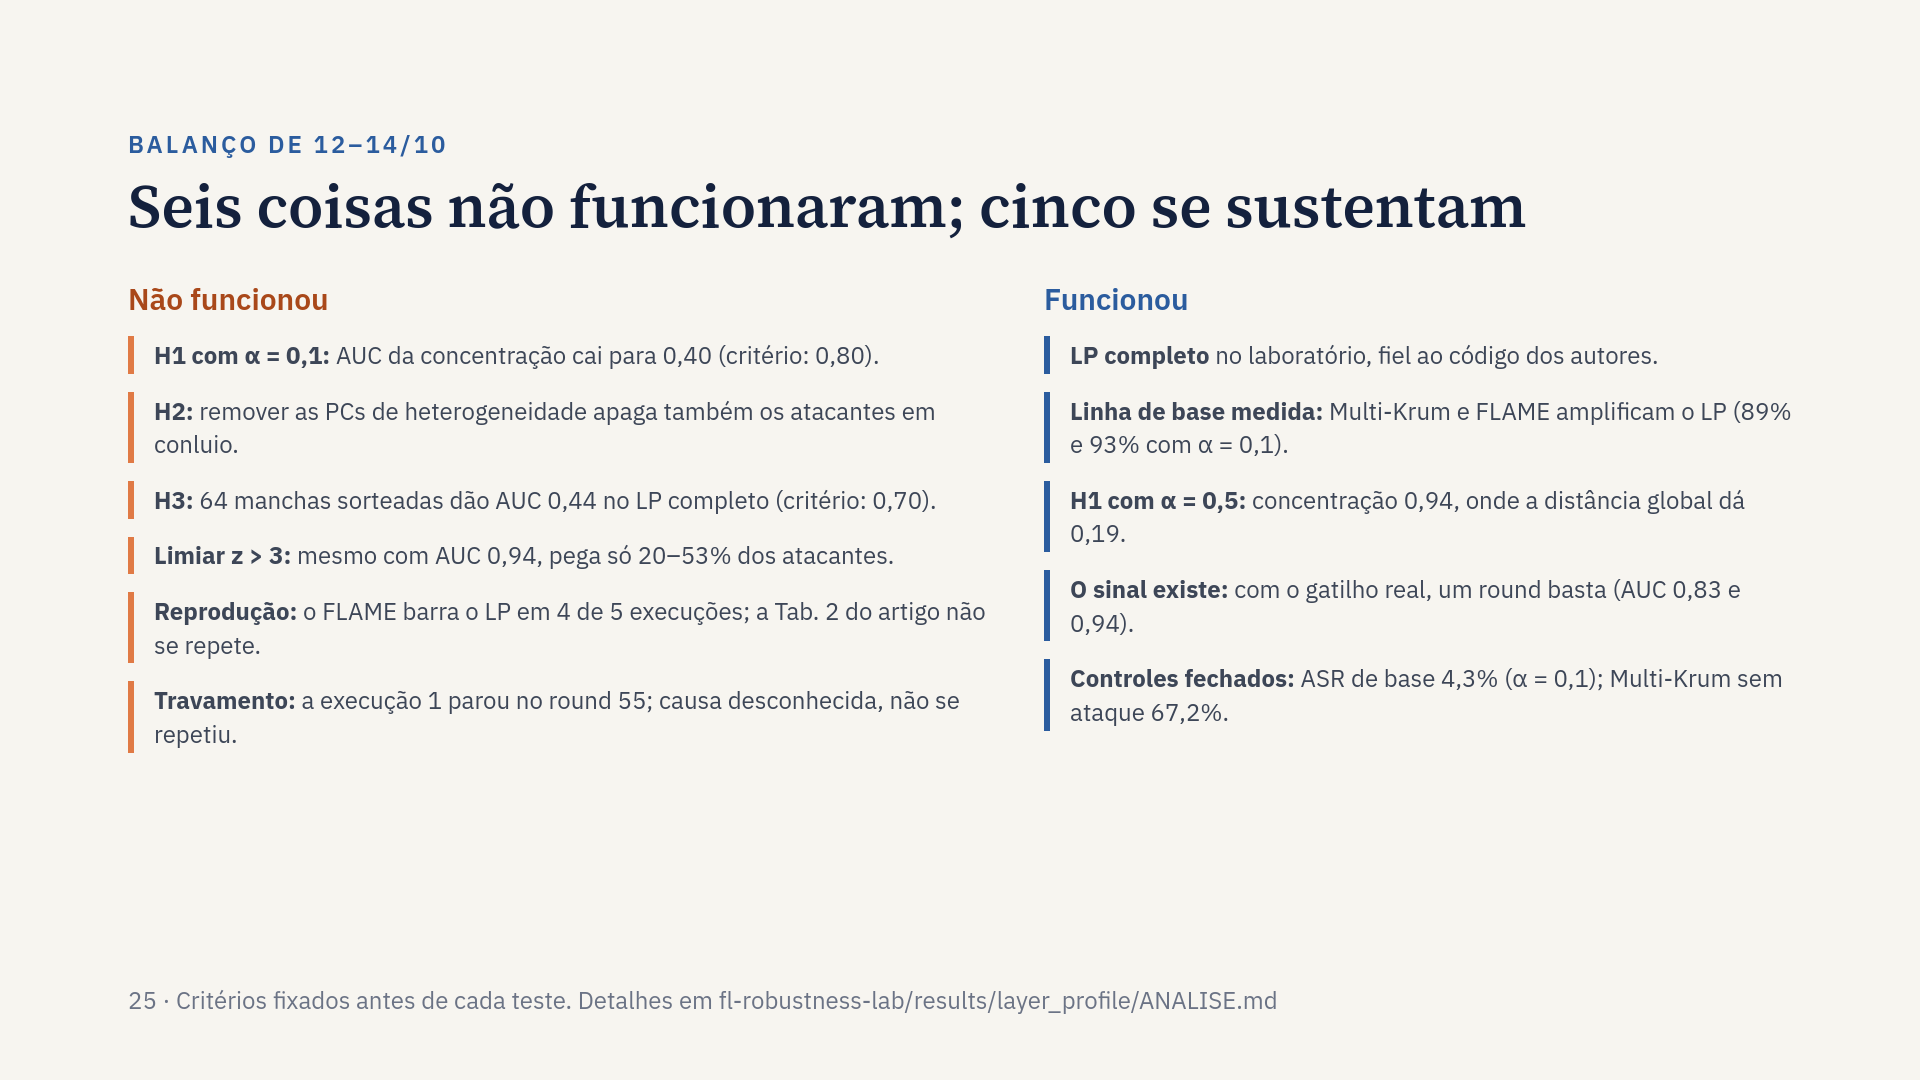 BALANÇO DE 12–14/10
Seis coisas não funcionaram; cinco se sustentam
Não funcionou
H1 com α = 0,1: AUC da concentração cai para 0,40 (critério: 0,80).
H2: remover as PCs de heterogeneidade apaga também os atacantes em
conluio.
H3: 64 manchas sorteadas dão AUC 0,44 no LP completo (critério: 0,70).
Limiar z > 3: mesmo com AUC 0,94, pega só 20–53% dos atacantes.
Reprodução: o FLAME barra o LP em 4 de 5 execuções; a Tab. 2 do artigo não
se repete.
Travamento: a execução 1 parou no round 55; causa desconhecida, não se
repetiu.
Funcionou
LP completo no laboratório, fiel ao código dos autores.
Linha de base medida: Multi-Krum e FLAME amplificam o LP (89%
e 93% com α = 0,1).
H1 com α = 0,5: concentração 0,94, onde a distância global dá
0,19.
O sinal existe: com o gatilho real, um round basta (AUC 0,83 e
0,94).
Controles fechados: ASR de base 4,3% (α = 0,1); Multi-Krum sem
ataque 67,2%.
25 · Critérios fixados antes de cada teste. Detalhes em fl-robustness-lab/results/layer_profile/ANALISE.md